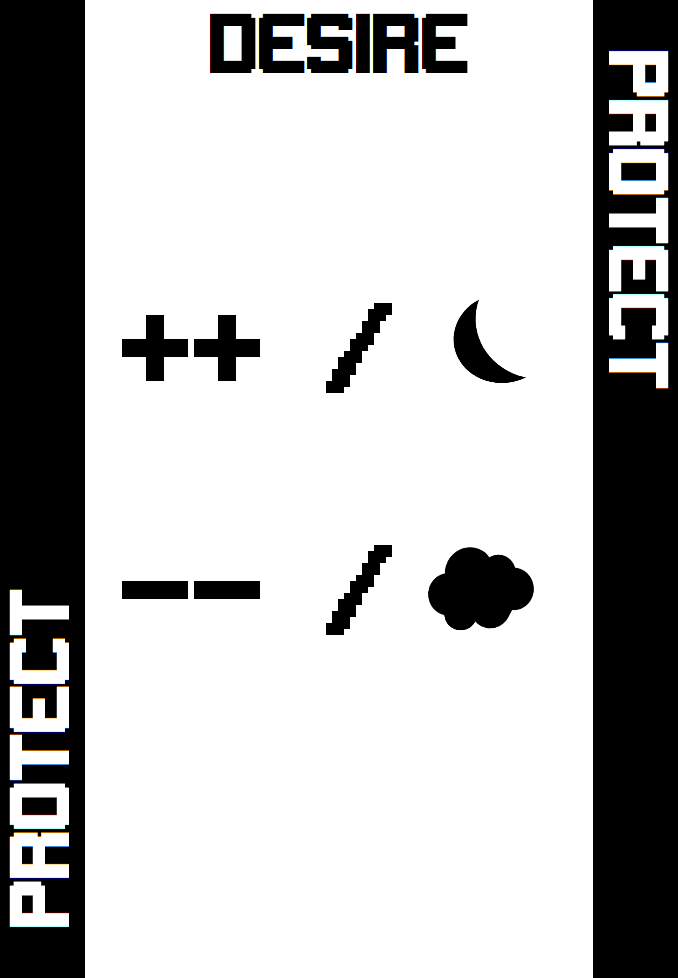 DESIRE
PROTECT
++ /
-- /
PROTECT